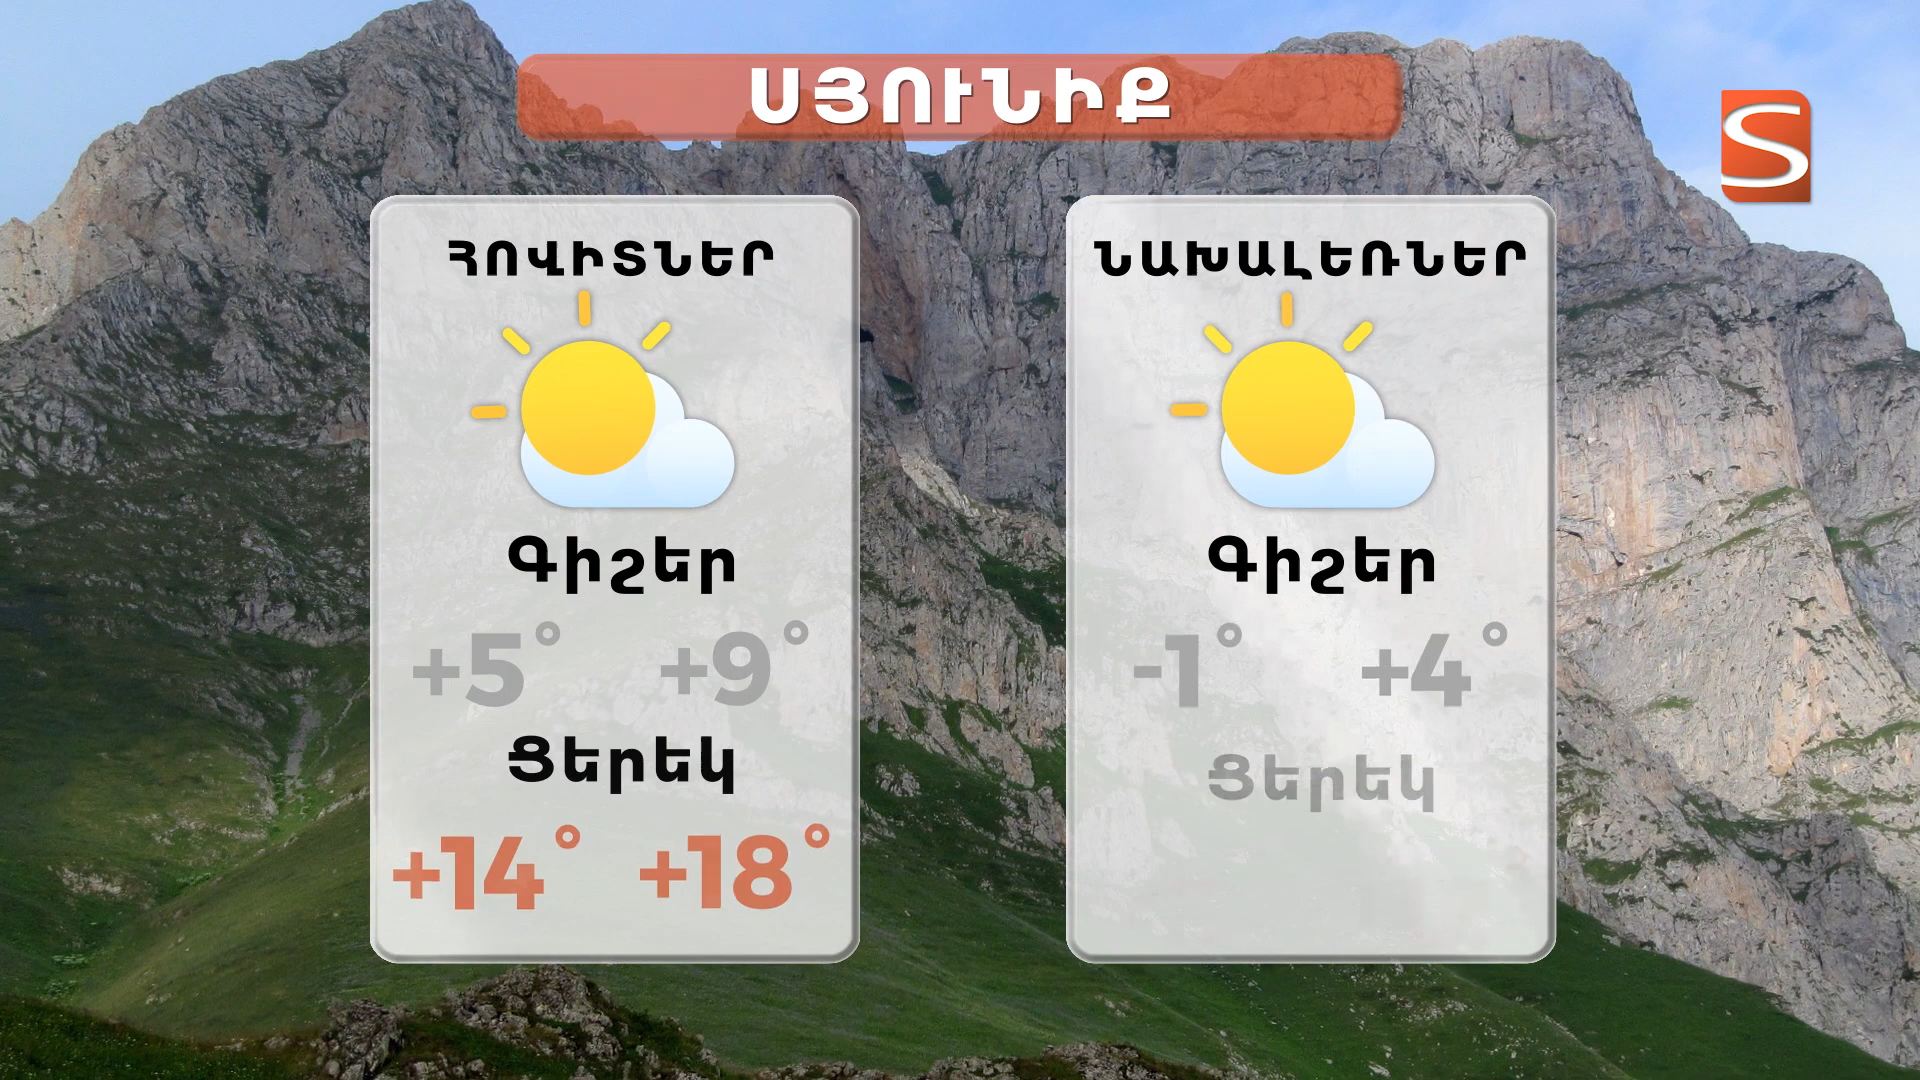 ՍՅՈՒՆԻՔ
S
ՀՈՎԻՏՆԵՐ
Գիշեր
+5° +9°
Ցերեկ
+14° +18°
ՆԱԽԱԼԵՌՆԵՐ
Գիշեր
-1° +4°
Ցերեկ